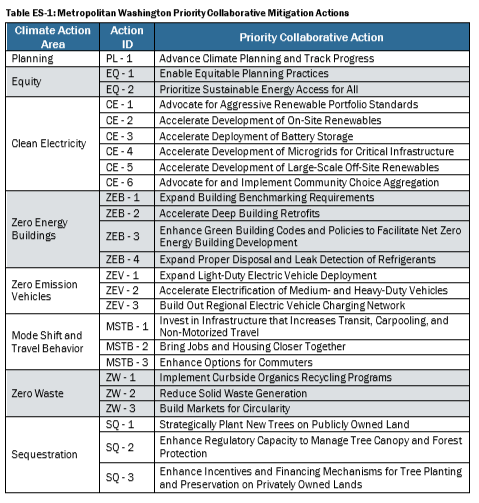 Table ES-1: Metropolitan Washington Priority Collaborative Mitigation Actions
Climate Action Area
Action ID
Priority Collaborative Action
Planning
PL - 1
Advance Climate Planning and Track Progress
Equity
EQ - 1
Enable Equitable Planning Practices
EQ - 2
Prioritize Sustainable Energy Access for All
Clean Electricity
CE - 1
Advocate for Aggressive Renewable Portfolio Standards
CE - 2
Accelerate Development of On-Site Renewables
CE - 3
Accelerate Deployment of Battery Storage
CE - 4
Accelerate Development of Microgrids for Critical Infrastructure
CE - 5
Accelerate Development of Large-Scale Off-Site Renewables
CE - 6
Advocate for and Implement Community Choice Aggregation
Zero Energy
Buildings
ZEB - 1
Expand Building Benchmarking Requirements
ZEB - 2
Accelerate Deep Building Retrofits
ZEB - 3
Enhance Green Building Codes and Policies to Facilitate Net Zero
Energy Building Development
ZEB - 4
Expand Proper Disposal and Leak Detection of Refrigerants
Zero Emission
Vehicles
ZEV - 1
Expand Light-Duty Electric Vehicle Deployment
ZEV - 2
Accelerate Electrification of Medium- and Heavy-Duty Vehicles
ZEV - 3
Build Out Regional Electric Vehicle Charging Network
Mode Shift and
Travel Behavior
MSTB - 1
Invest in Infrastructure that Increases Transit, Carpooling, and
Non-Motorized Travel
MSTB - 2
Bring Jobs and Housing Closer Together
MSTB - 3
Enhance Options for Commuters
Zero Waste
ZW - 1
Implement Curbside Organics Recycling Programs
ZW - 2
Reduce Solid Waste Generation
ZW - 3
Build Markets for Circularity
Sequestration
SQ - 1
Strategically Plant New Trees on Publicly Owned Land
SQ - 2
Enhance Regulatory Capacity to Manage Tree Canopy and Forest
Protection
SQ - 3
Enhance Incentives and Financing Mechanisms for Tree Planting
and Preservation on Privately Owned Lands